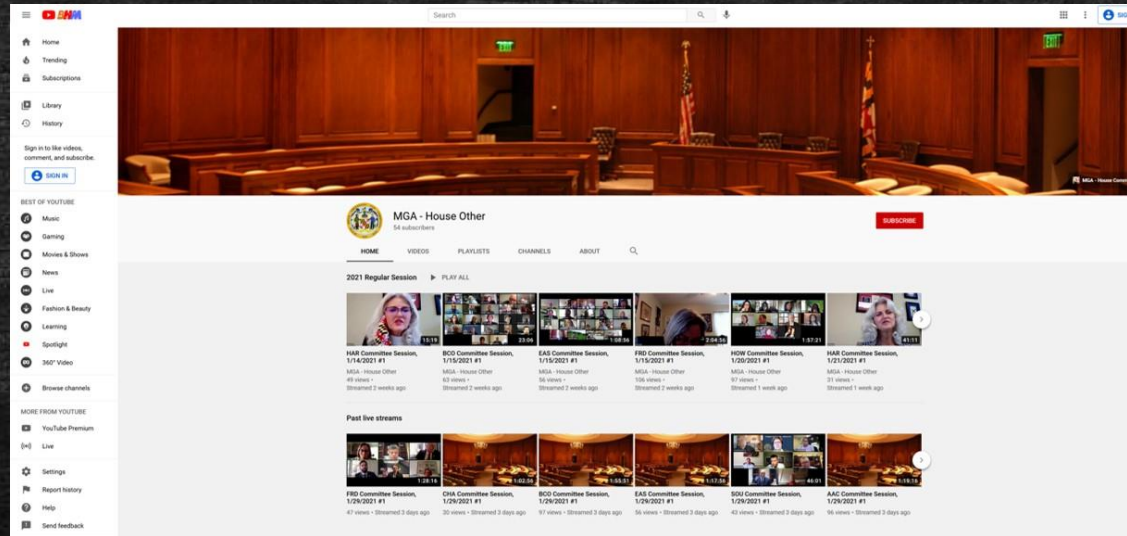 BHM
Search
SIG
Home
Trending
Subscriptions
Library
History
Sign in to like videos,
comment, and subscribe.
SIGN IN
BEST OF YOUTUBE
Music
Gaming
Movies & Shows
News
Live
Fashion & Beauty
Learning
Spotlight
360° Video
Browse channels
MORE FROM YOUTUBE
YouTube Premium
Live
Settings
Report history
Help
Send feedback
EXIT
EXIT
MGA - House Comm
MGA - House Other
54 subscribers
SUBSCRIBE
HOME VIDEOS PLAYLISTS CHANNELS ABOUT
2021 Regular Session PLAY ALL
15:19 23:06 1:08:56 2:04:56 1:57:21 41:11
HAR Committee Session, BCO Committee Session, EAS Committee Session, FRD Committee Session, HOW Committee Session, HAR Committee Session,
1/14/2021 #1 1/15/2021 #1 1/15/2021 #1 1/15/2021 #1 1/20/2021 #1 1/21/2021 #1
MGA - House Other MGA - House Other MGA - House Other MGA - House Other MGA - House Other MGA - House Other
49 views • 63 views • 56 views • 106 views • 97 views • 31 views •
Streamed 2 weeks ago Streamed 2 weeks ago Streamed 2 weeks ago Streamed 2 weeks ago Streamed 1 week ago Streamed 1 week ago
Past live streams
1:28:16 1:02:56 1:55:51 1:17:56 46:01 1:18:16
FRD Committee Session, CHA Committee Session, BCO Committee Session, EAS Committee Session, SOU Committee Session, AAC Committee Session,
1/29/2021 #1 1/29/2021 #1 1/29/2021 #1 1/29/2021 #1 1/29/2021 #1 1/29/2021 #1
47 views • Streamed 3 days ago 30 views • Streamed 3 days ago 97 views • Streamed 3 days ago 56 views • Streamed 3 days ago 43 views • Streamed 3 days ago 96 views • Streamed 3 days ago